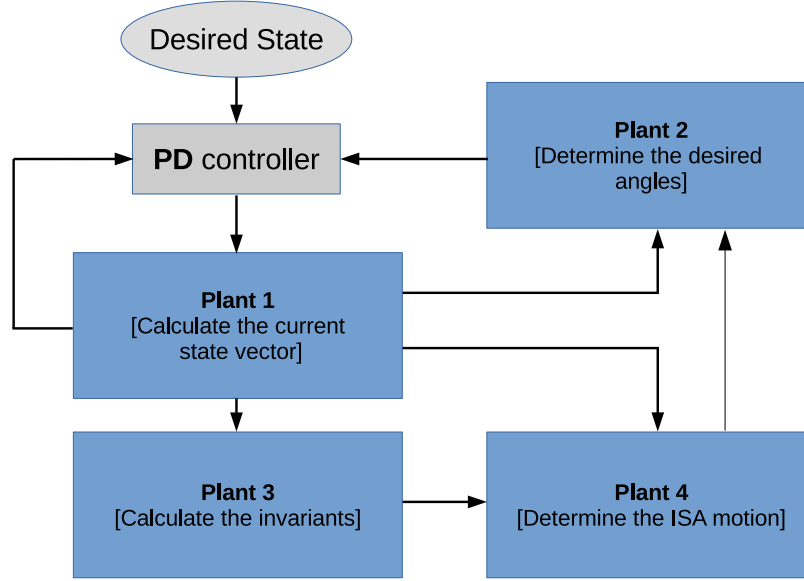 Desired State
PD controller
Plant 2
[Determine the desired
angles]
Plant 1
[Calculate the current
state vector]
Plant 3
[Calculate the invariants]
Plant 4
[Determine the ISA motion]